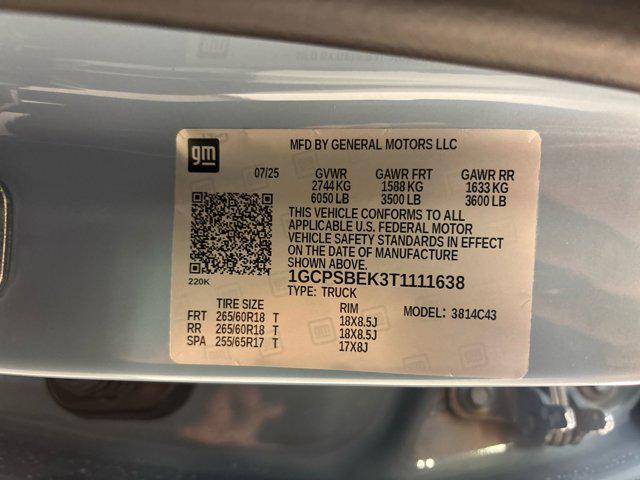 gm
MFD BY GENERAL MOTORS LLC
07/25 GVWR GAWR FRT GAWR RR
2744 KG 1588 KG 1633 KG
6050 LB 3500 LB 3600 LB
THIS VEHICLE CONFORMS TO ALL
APPLICABLE U.S. FEDERAL MOTOR
VEHICLE SAFETY STANDARDS IN EFFECT
ON THE DATE OF MANUFACTURE
SHOWN ABOVE.
220K
1GCPSBEK3T1111638
TYPE: TRUCK
TIRE SIZE RIM MODEL: 3814C43
FRT 265/60R18 T 18X8.5J
RR 265/60R18 T 18X8.5J
SPA 255/65R17 T 17X8J